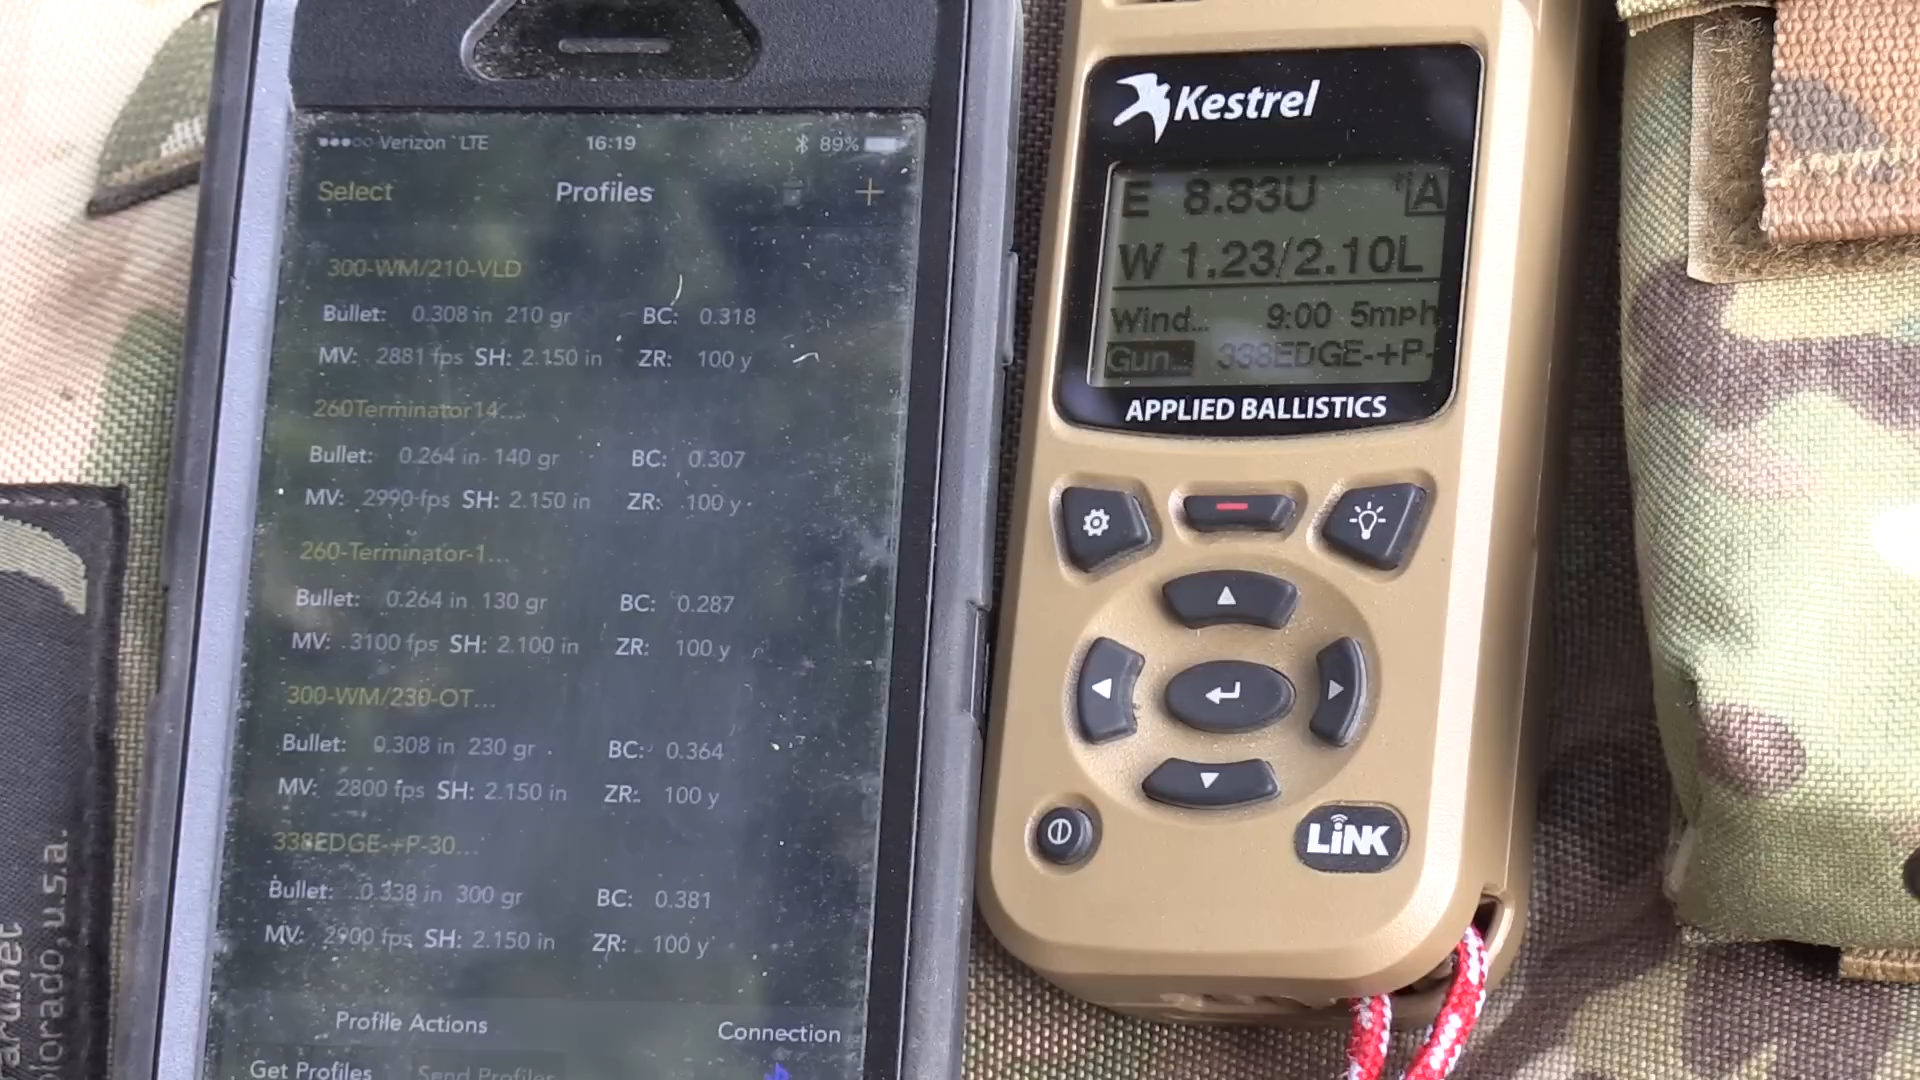 Verizon LTE 16:19 89%
Select Profiles +
300-WM/210-VLD
Bullet: 0.308 in 210 gr BC: 0.318
MV: 2881 fps SH: 2.150 in ZR: 100 y
260Terminator14...
Bullet: 0.264 in 140 gr BC: 0.307
MV: 2990 fps SH: 2.150 in ZR: 100 y
260-Terminator-1...
Bullet: 0.264 in 130 gr BC: 0.287
MV: 3100 fps SH: 2.100 in ZR: 100 y
300-WM/230-OT...
Bullet: 0.308 in 230 gr BC: 0.364
MV: 2800 fps SH: 2.150 in ZR: 100 y
338EDGE-+P-30...
Bullet: 0.338 in 300 gr BC: 0.381
MV: 2900 fps SH: 2.150 in ZR: 100 y
Profile Actions Connection
Get Profiles Send Profiles
Kestrel
E 8.83U A
W 1.23/2.10L
Wind... 9:00 5mph
Gun... 338EDGE-+P-
APPLIED BALLISTICS
LiNK
olorado, u.s.a.